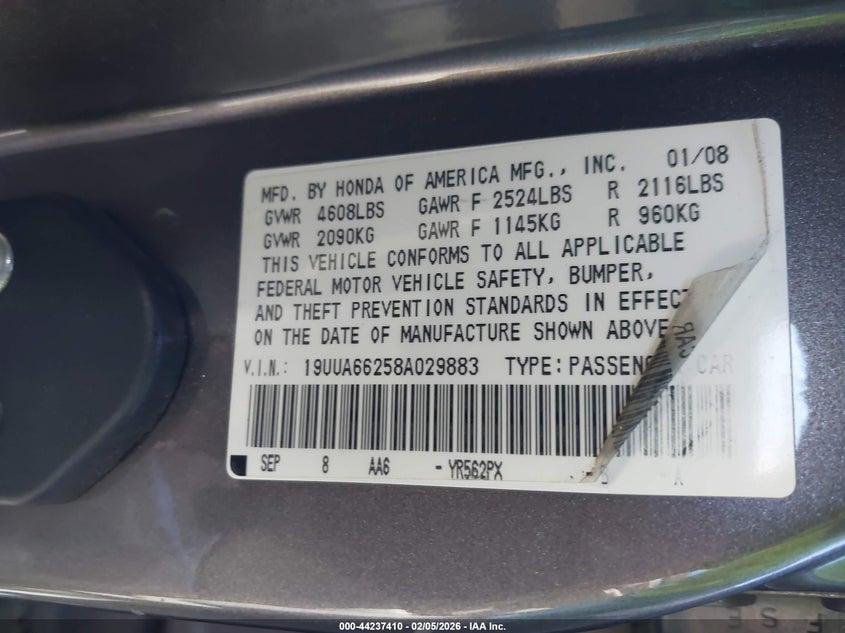 MFD. BY HONDA OF AMERICA MFG., INC. 01/08
GVWR 4608LBS GAWR F 2524LBS R 2116LBS
GVWR 2090KG GAWR F 1145KG R 960KG
THIS VEHICLE CONFORMS TO ALL APPLICABLE
FEDERAL MOTOR VEHICLE SAFETY, BUMPER,
AND THEFT PREVENTION STANDARDS IN EFFECT
ON THE DATE OF MANUFACTURE SHOWN ABOVE
V.I.N.: 19UUA66258A029883 TYPE: CAR
SEP 8 AA6 - YR562PX A
000-44237410 - 02/05/2026 - IAA Inc.